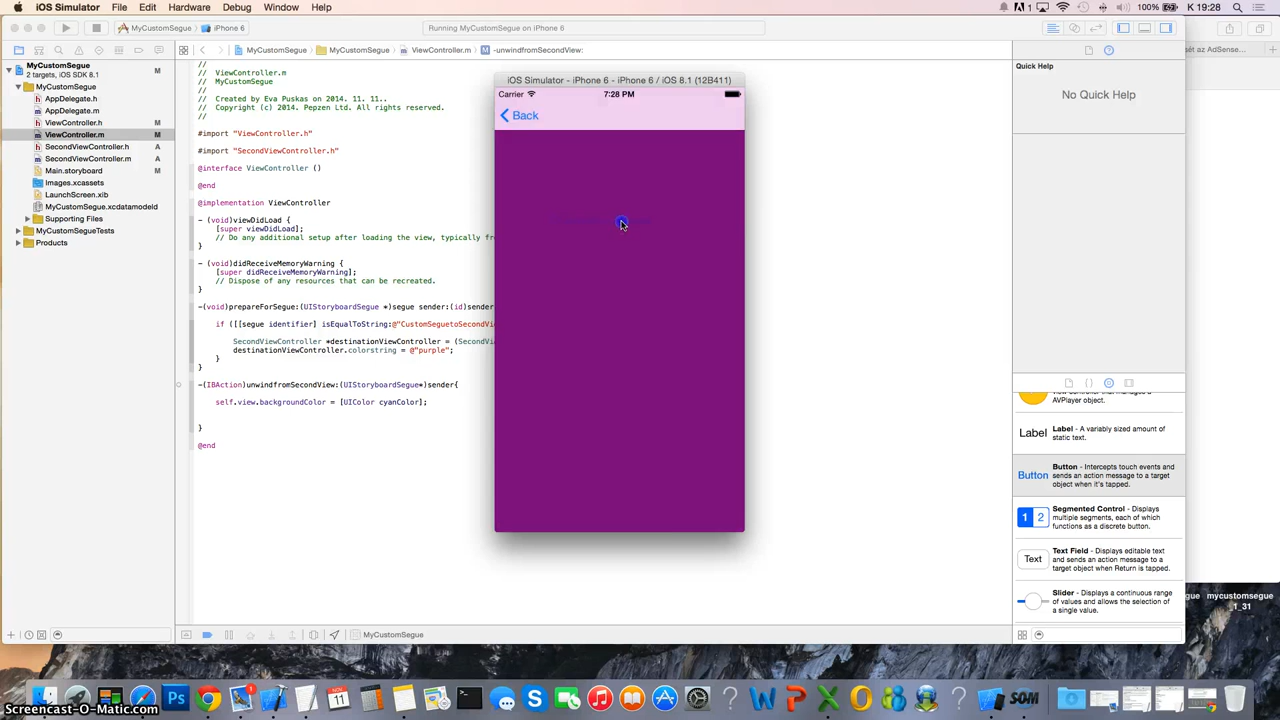 iOS Simulator File Edit Hardware Debug Window Help
1 100% K 19:28
MyCustomSegue iPhone 6
Running MyCustomSegue on iPhone 6
MyCustomSegue MyCustomSegue ViewController.m -unwindfromSecondView:
MyCustomSegue M
2 targets, iOS SDK 8.1
MyCustomSegue
AppDelegate.h
AppDelegate.m
ViewController.h M
ViewController.m M
SecondViewController.h A
SecondViewController.m A
Main.storyboard M
Images.xcassets
LaunchScreen.xib
MyCustomSegue.xcdatamodeld
Supporting Files
MyCustomSegueTests
Products
//
// ViewController.m
// MyCustomSegue
//
// Created by Eva Puskas on 2014. 11. 11..
// Copyright (c) 2014. Pepzen Ltd. All rights reserved.
//
#import "ViewController.h"
#import "SecondViewController.h"
@interface ViewController ()
@end
@implementation ViewController
- (void)viewDidLoad {
[super viewDidLoad];
// Do any additional setup after loading the view, typically fr
}
- (void)didReceiveMemoryWarning {
[super didReceiveMemoryWarning];
// Dispose of any resources that can be recreated.
}
-(void)prepareForSegue:(UIStoryboardSegue *)segue sender:(id)sender
if ([[segue identifier] isEqualToString:@"CustomSeguetoSecondVi
SecondViewController *destinationViewController = (SecondVi
destinationViewController.colorstring = @"purple";
}
}
-(IBAction)unwindfromSecondView:(UIStoryboardSegue*)sender{
self.view.backgroundColor = [UIColor cyanColor];
}
@end
iOS Simulator - iPhone 6 - iPhone 6 / iOS 8.1 (12B411)
Carrier 7:28 PM
Back
Quick Help
No Quick Help
AVPlayer object.
Label
Label - A variably sized amount of
static text.
Button
Button - Intercepts touch events and
sends an action message to a target
object when it's tapped.
1 2
Segmented Control - Displays
multiple segments, each of which
functions as a discrete button.
Text
Text Field - Displays editable text
and sends an action message to a
target object when Return is tapped.
Slider - Displays a continuous range
of values and allows the selection of
a single value.
MyCustomSegue
gue mycustomsegue
1_31
Screencast-O-Matic.com